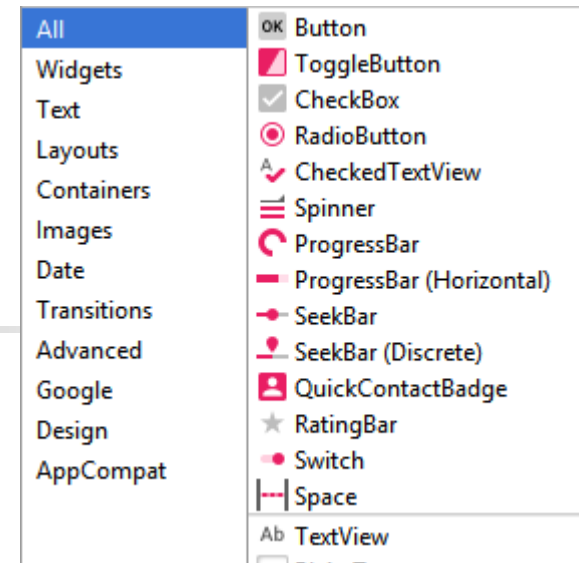 All
Widgets
Text
Layouts
Containers
Images
Date
Transitions
Advanced
Google
Design
AppCompat
OK Button
ToggleButton
CheckBox
RadioButton
A CheckedTextView
Spinner
ProgressBar
ProgressBar (Horizontal)
SeekBar
SeekBar (Discrete)
QuickContactBadge
RatingBar
Switch
Space
Ab TextView